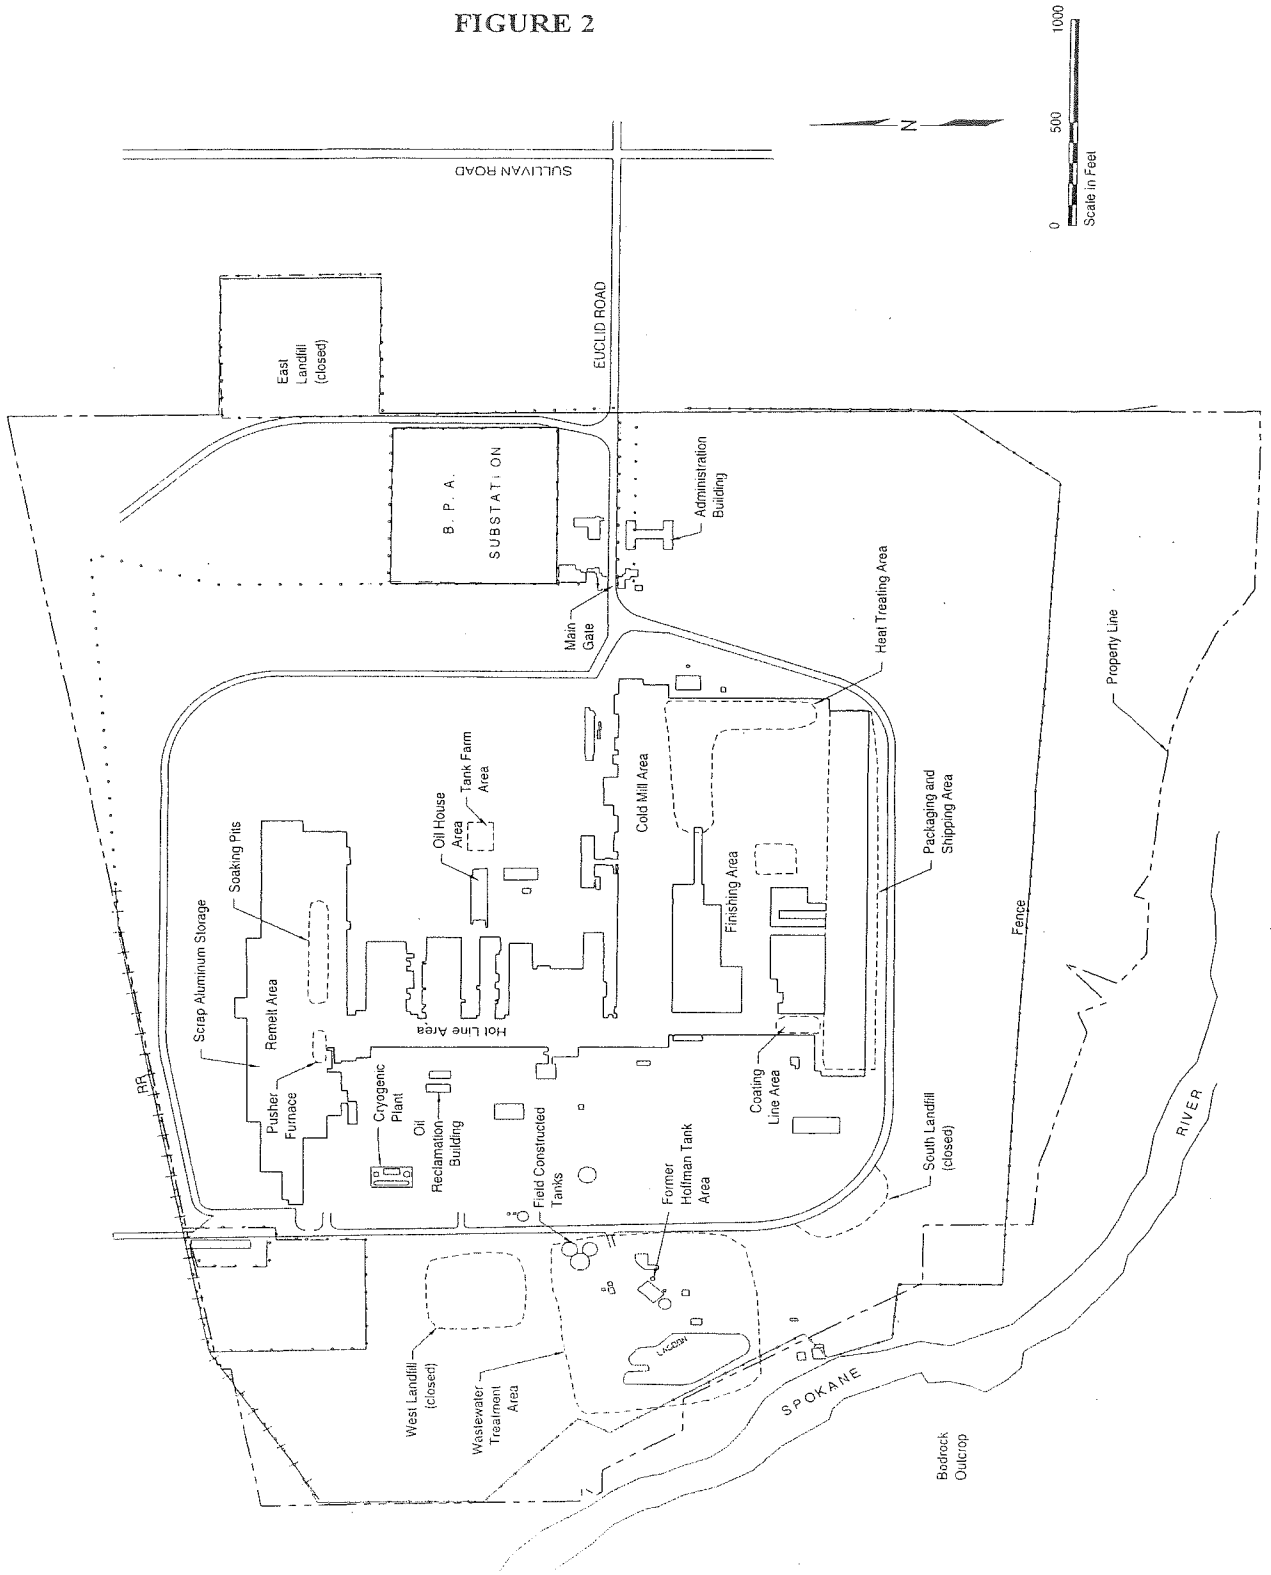 FIGURE 2
1000
500
0
Scale in Feet
N
SULLIVAN ROAD
EUCLID ROAD
East
Landfill
(closed)
B. P. A.
SUBSTATION
Administration
Building
Main
Gate
Heat Treating Area
Property Line
Tank Farm
Area
Oil House
Area
Cold Mill Area
Soaking Pits
Packaging and
Shipping Area
Scrap Aluminum Storage
Remelt Area
Finishing Area
Fence
Hot Line Area
RR
Pusher
Furnace
Cryogenic
Plant
Oil
Reclamation
Building
Coating
Line Area
Field Constructed
Tanks
Former
Hoffman Tank
Area
South Landfill
(closed)
West Landfill
(closed)
Wastewater
Treatment
Area
LAGOON
SPOKANE
RIVER
Bodrock
Outcrop